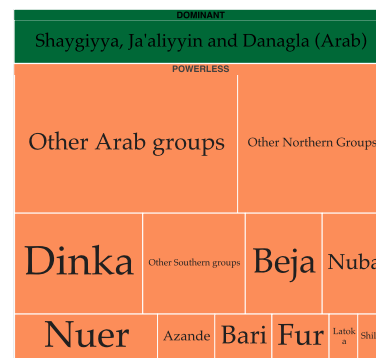 DOMINANT
Shaygiyya, Ja'aliyyin and Danagla (Arab)
POWERLESS
Other Arab groups
Other Northern Groups
Dinka
Other Southern groups
Beja
Nuba
Nuer
Azande
Bari
Fur
Latok
a
Shil